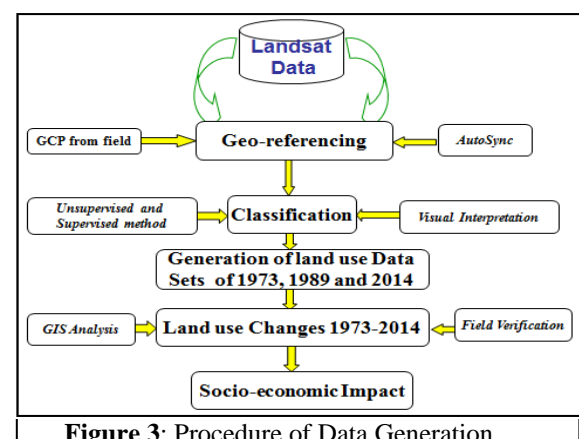 Landsat
Data
GCP from field
Geo-referencing
AutoSync
Unsupervised and
Supervised method
Classification
Visual Interpretation
Generation of land use Data
Sets of 1973, 1989 and 2014
GIS Analysis
Land use Changes 1973-2014
Field Verification
Socio-economic Impact
Figure 3: Procedure of Data Generation